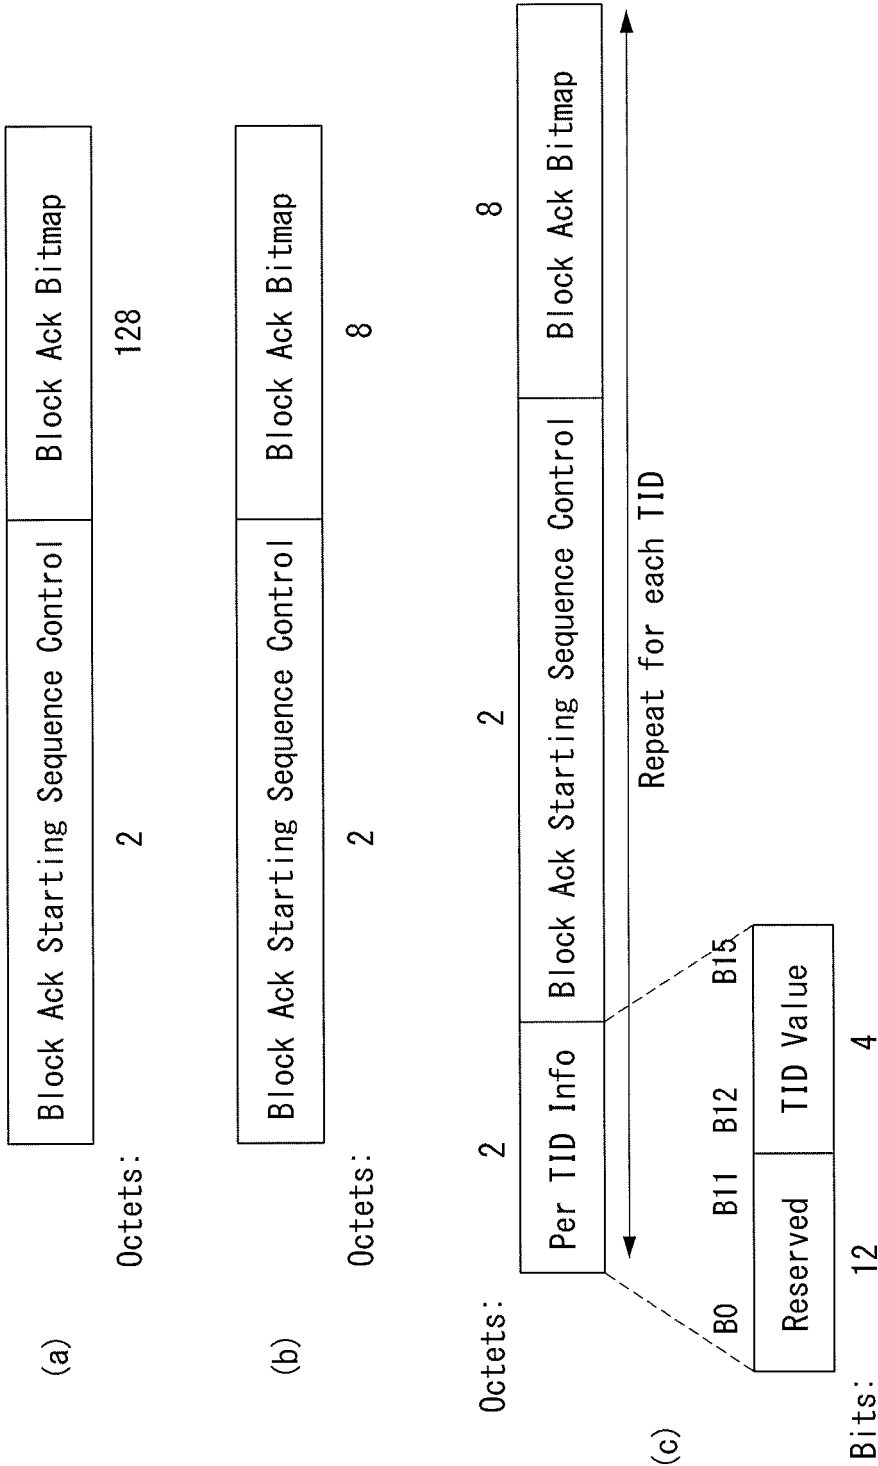 (a)
Block Ack Starting Sequence Control Block Ack Bitmap
Octets: 2 128
(b)
Block Ack Starting Sequence Control Block Ack Bitmap
Octets: 2 8
(c)
Octets: 2 2 8
Per TID Info Block Ack Starting Sequence Control Block Ack Bitmap
Repeat for each TID
B0 B11 B12 B15
Reserved TID Value
Bits: 12 4